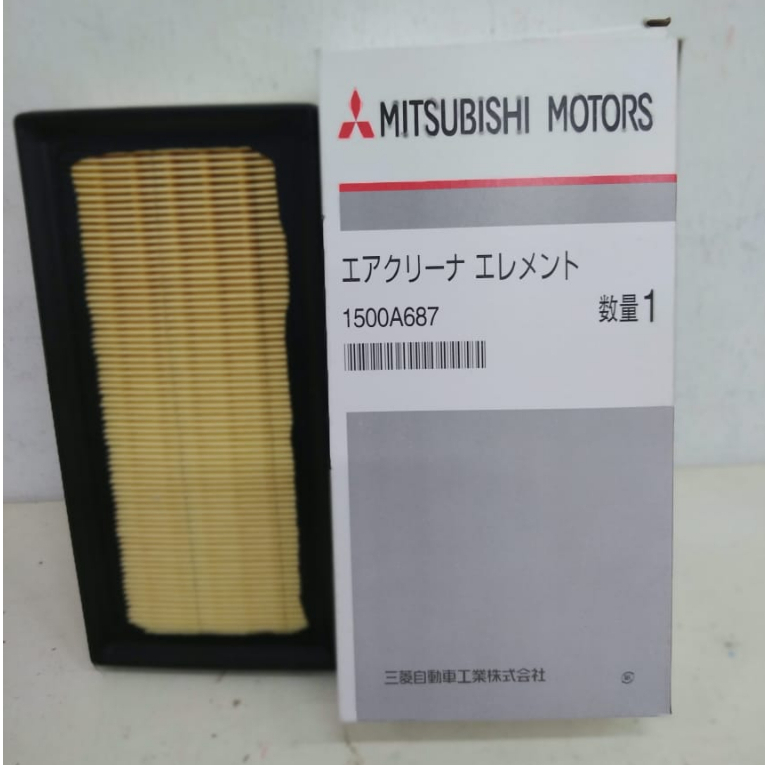 MITSUBISHI MOTORS
エアクリーナ エレメント
1500A687
数量1
三菱自動車工業株式会社